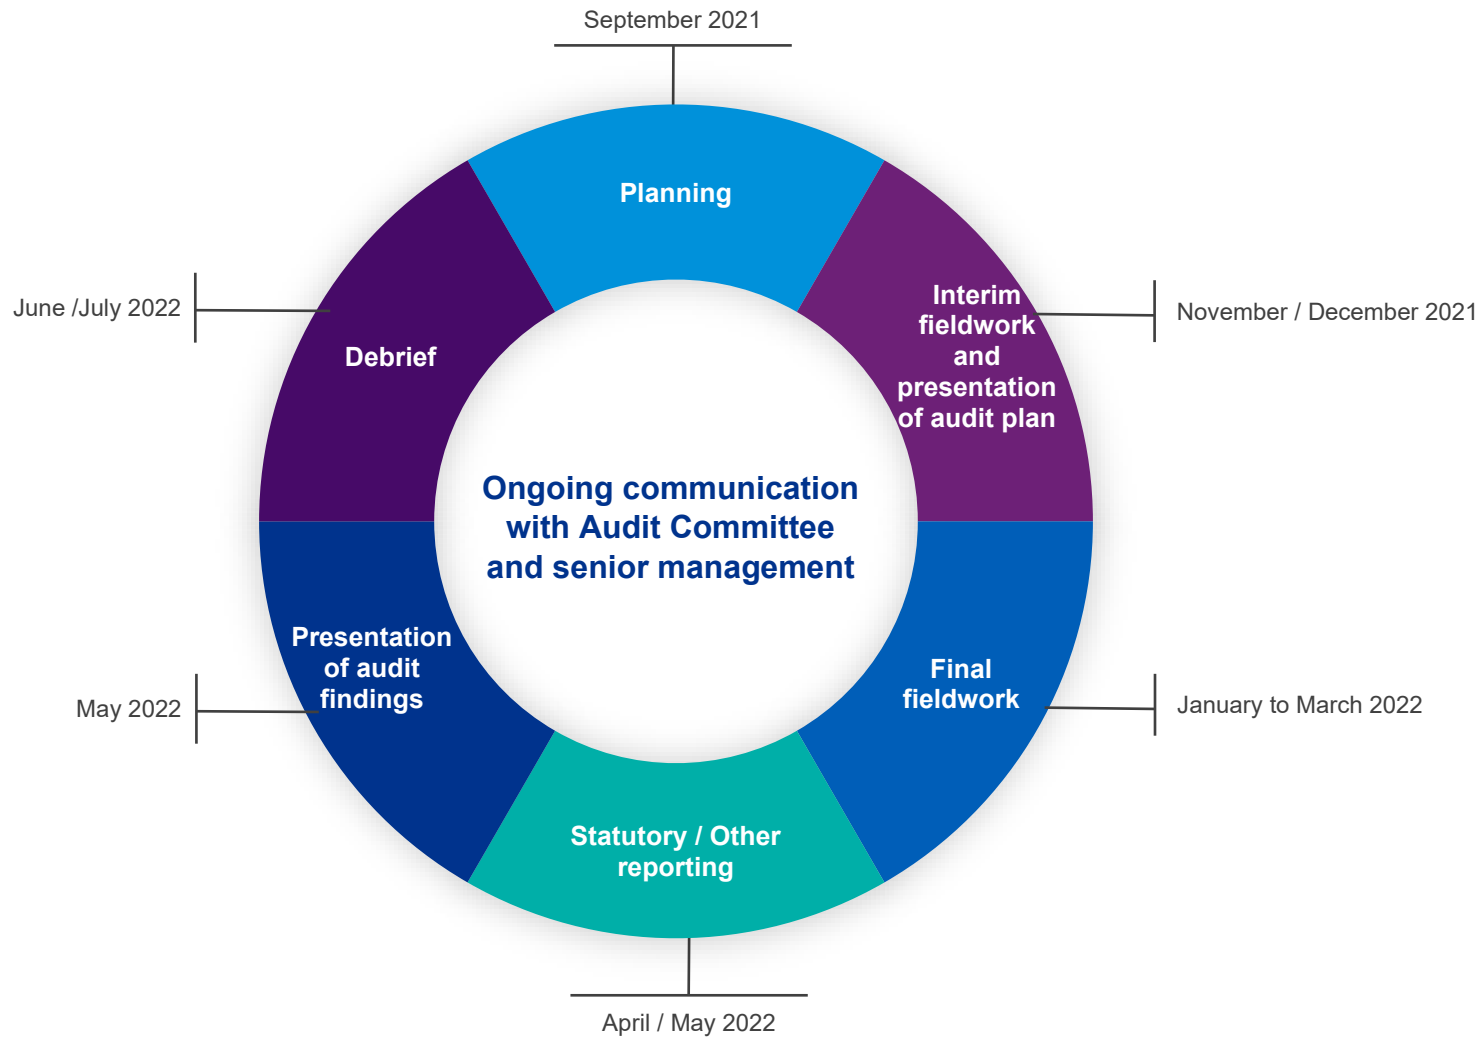 September 2021
Planning
Interim
fieldwork
and
presentation
of audit plan
November / December 2021
June /July 2022
Debrief
Ongoing communication
with Audit Committee
and senior management
Final
fieldwork
January to March 2022
Presentation
of audit
findings
May 2022
Statutory / Other
reporting
April / May 2022